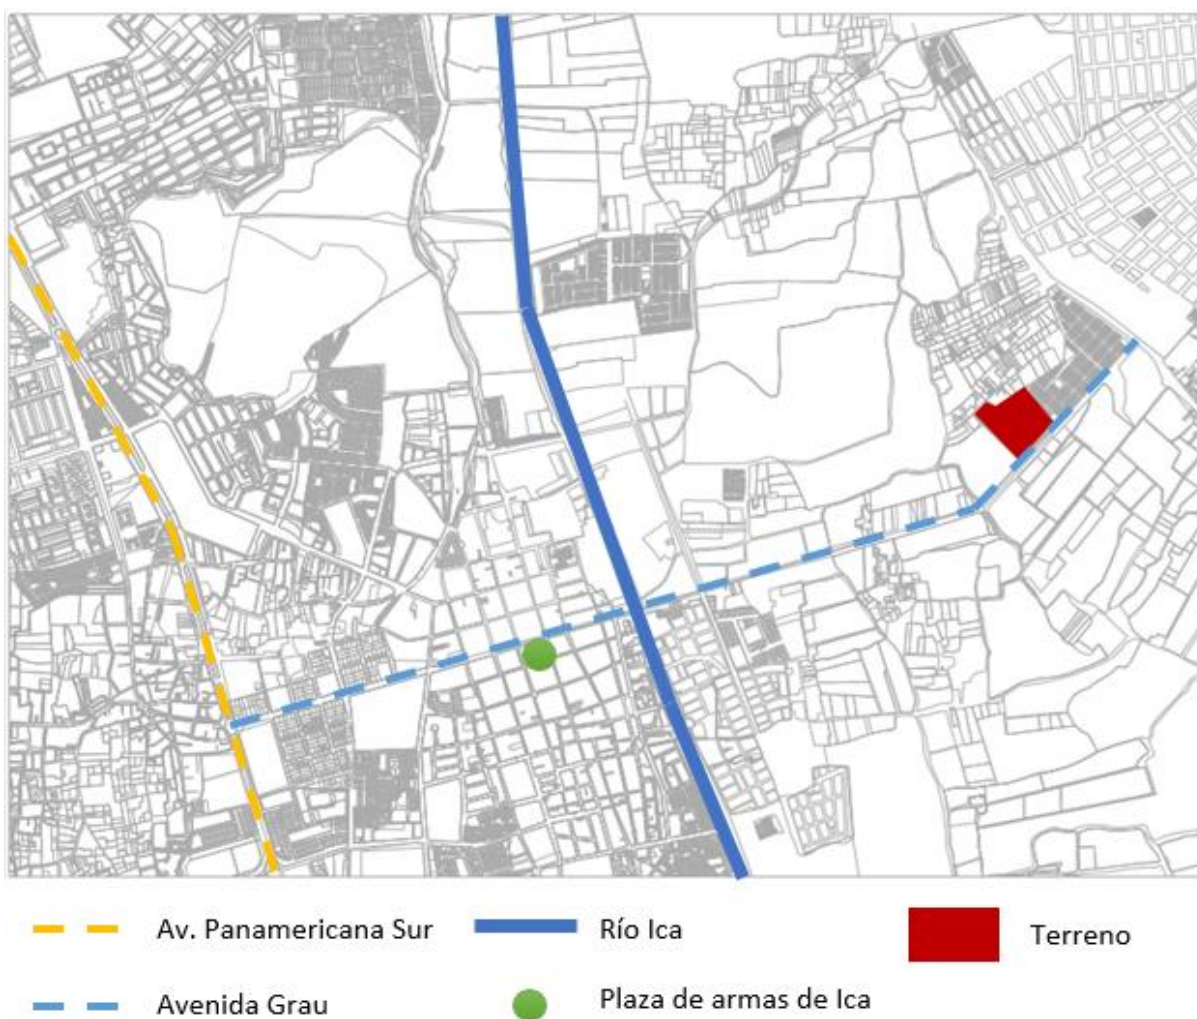 Av. Panamericana Sur
Río Ica
Terreno
Avenida Grau
Plaza de armas de Ica